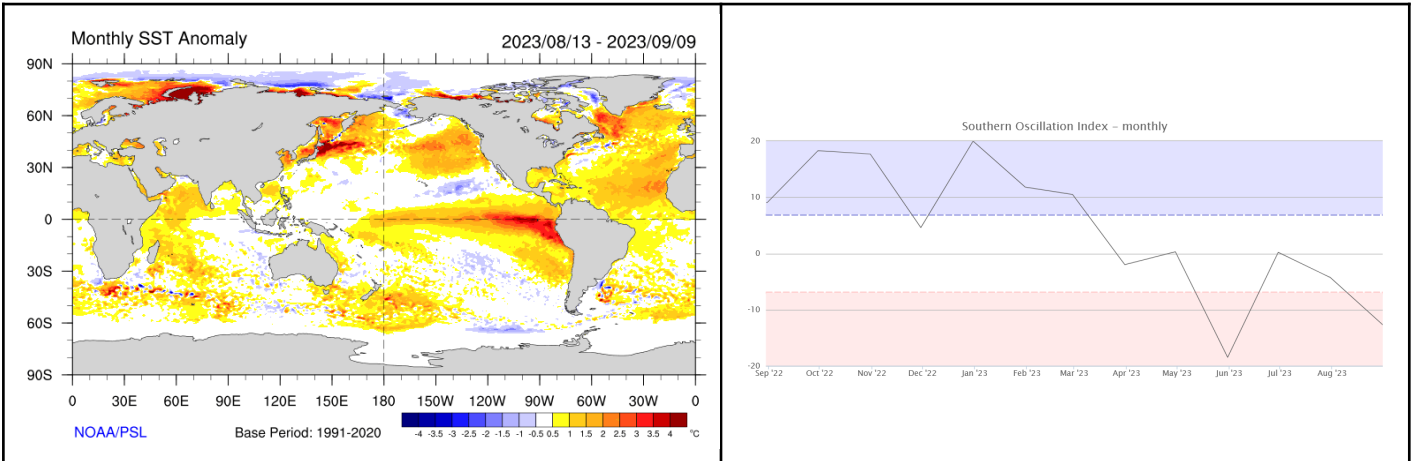 Monthly SST Anomaly 2023/08/13 - 2023/09/09
90N
60N
30N
0
30S
60S
90S
0 30E 60E 90E 120E 150E 180 150W 120W 90W 60W 30W 0
NOAA/PSL Base Period: 1991-2020
-4 -3.5 -3 -2.5 -2 -1.5 -1 -0.5 0.5 1 1.5 2 2.5 3 3.5 4 °C
Southern Oscillation Index – monthly
20
10
0
-10
-20
Sep '22 Oct '22 Nov '22 Dec '22 Jan '23 Feb '23 Mar '23 Apr '23 May '23 Jun '23 Jul '23 Aug '23